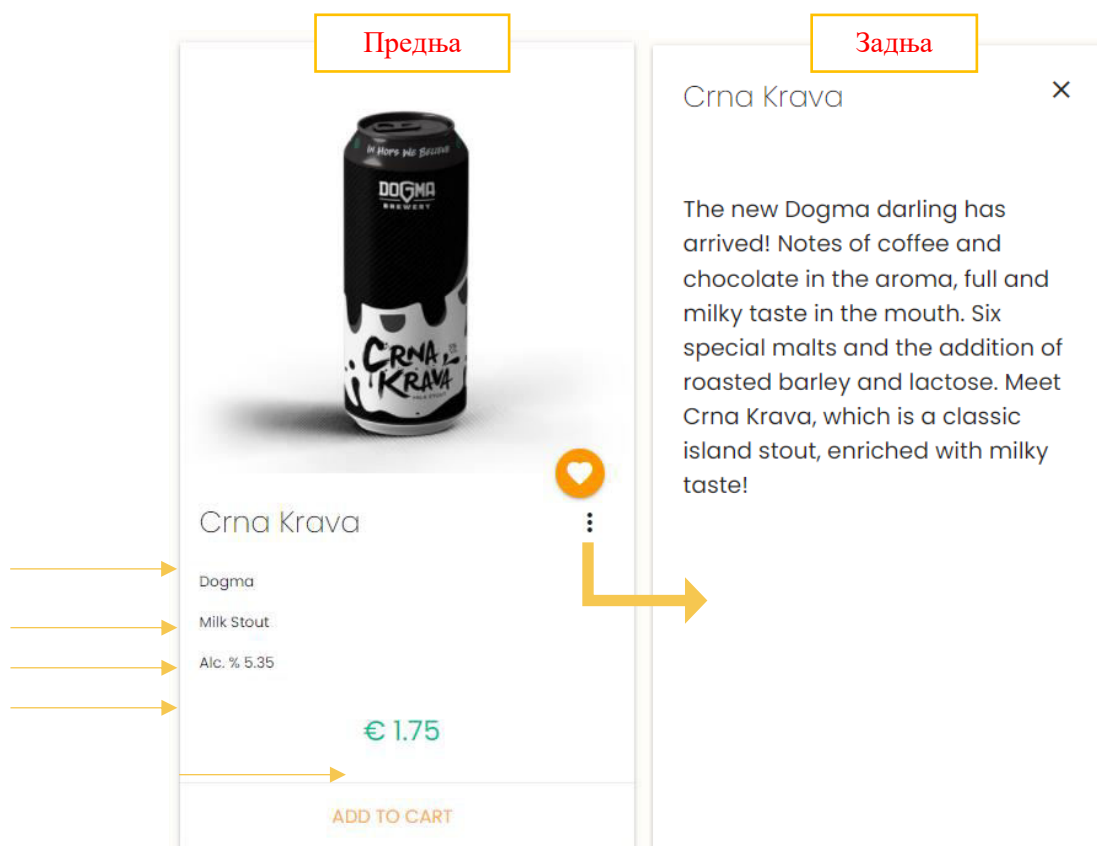 Предња
Задња
IN HOPS WE BELIEVE
DOGMA
BREWERY
CRNA
KRAVA
MILK STOUT
Crna Krava
Dogma
Milk Stout
Alc. % 5.35
€ 1.75
ADD TO CART
Crna Krava
The new Dogma darling has
arrived! Notes of coffee and
chocolate in the aroma, full and
milky taste in the mouth. Six
special malts and the addition of
roasted barley and lactose. Meet
Crna Krava, which is a classic
island stout, enriched with milky
taste!